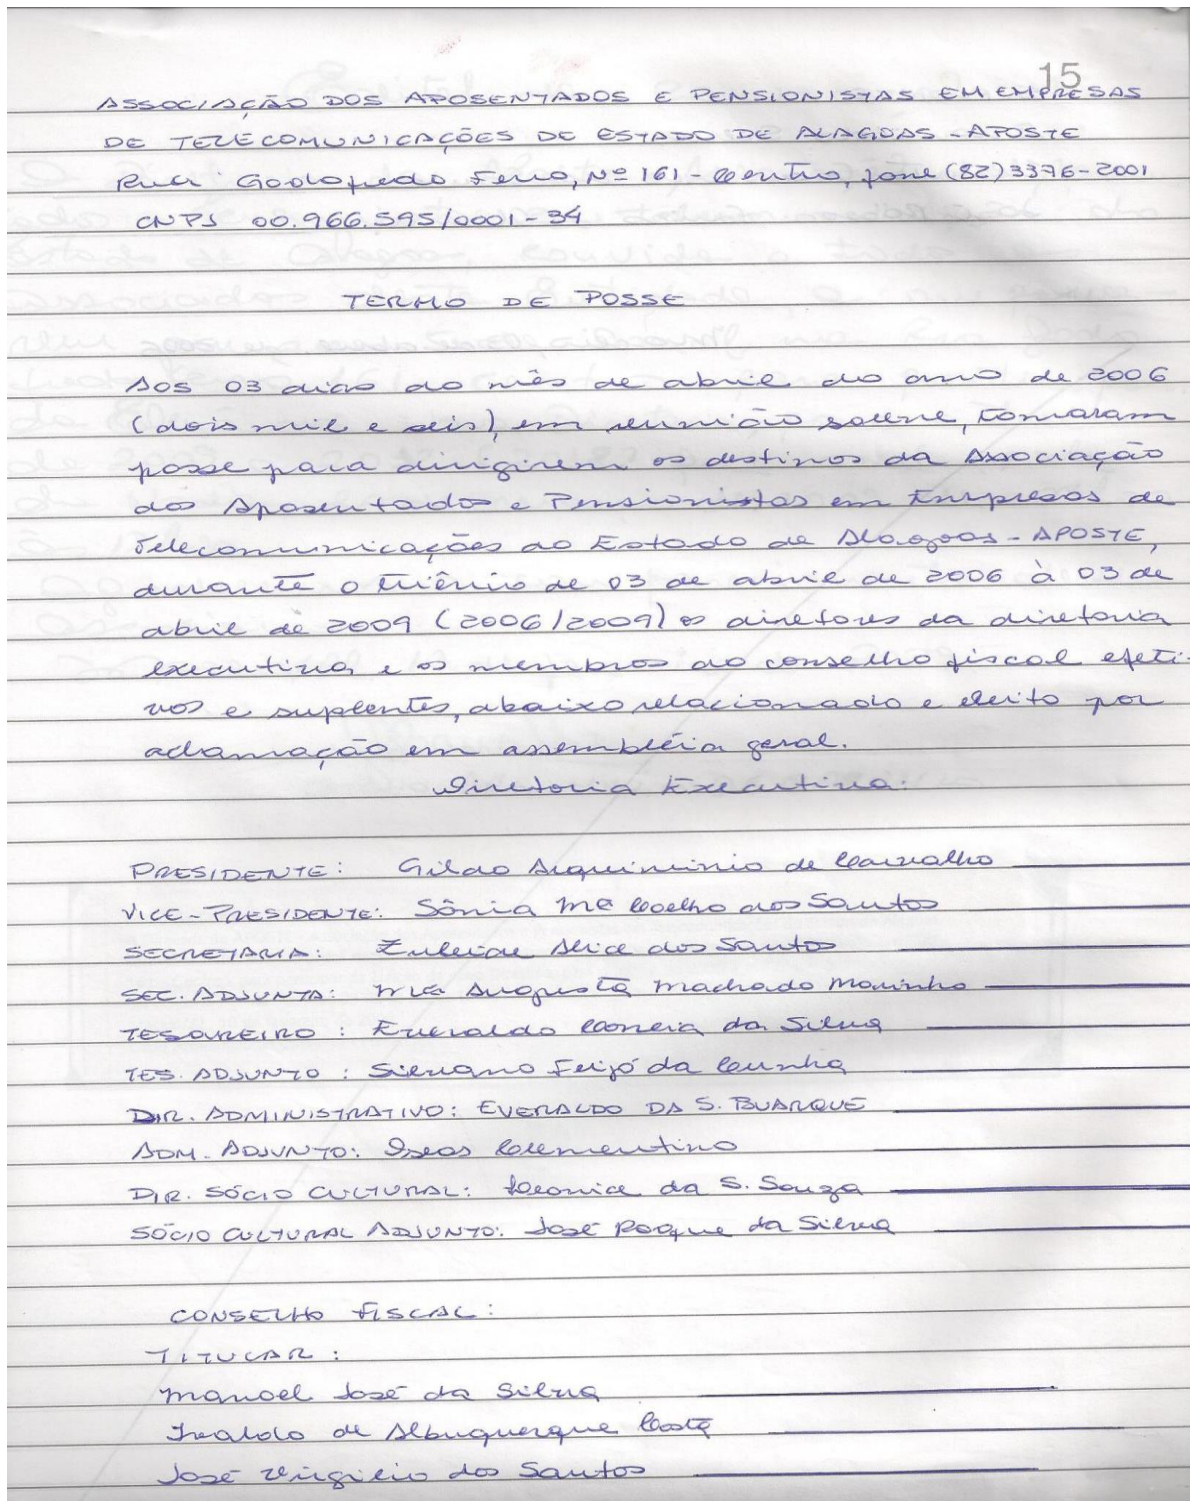 15
ASSOCIAÇÃO DOS APOSENTADOS E PENSIONISTAS EM EMPRESAS
DE TELECOMUNICAÇÕES DE ESTADO DE ALAGOAS - APOSTE
Rua Godofredo Ferro, Nº 161 - Centro, fone (82) 3376-2001
CNPJ 00.966.595/0001-34
TERMO DE POSSE
Aos 03 dias do mês de abril do ano de 2006
(dois mil e seis), em reunião solene, tomaram
posse para dirigirem os destinos da Associação
dos Aposentados e Pensionistas em Empresas de
Telecomunicações do Estado de Alagoas - APOSTE,
durante o triênio de 03 de abril de 2006 à 03 de
abril de 2009 (2006/2009) os diretores da diretoria
executiva, e os membros do conselho fiscal efeti-
vos e suplentes, abaixo relacionado e eleito por
aclamação em assembléia geral.
Diretoria Executiva:
PRESIDENTE: Gildo Arquiminio de Carvalho
VICE-PRESIDENTE: Sônia Mª Coelho dos Santos
SECRETARIA: Zuleide Alice dos Santos
SEC. ADJUNTA: Mª Augusta Machado Marinho
TESOUREIRO: Everaldo Correia da Silva
TES. ADJUNTO: Silvano Feijó da Cunha
DIR. ADMINISTRATIVO: EVERALDO DA S. BUARQUE
ADM. ADJUNTO: Clementino
DIR. SÓCIO CULTURAL: Leonice da S. Souza
SÓCIO CULTURAL ADJUNTO: José Roque da Silva
CONSELHO FISCAL:
TITULAR:
Manoel José da Silva
Ivaldo de Albuquerque Costa
José Virgilio dos Santos